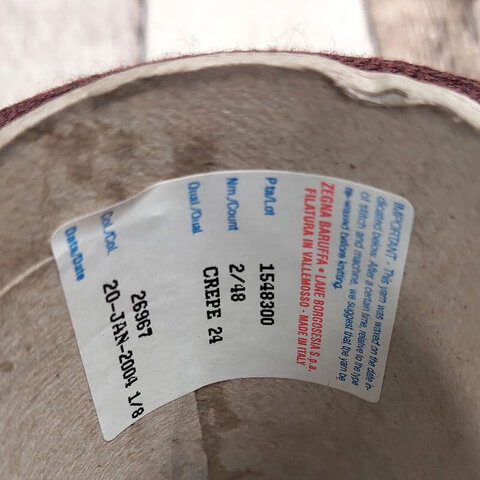 IMPORTANT - This yarn was waxed on the date in-
dicated below. After a certain time, relative to the type
of stitch and machine, we suggest that the yarn be
re-waxed before knitting.
ZEGNA BARUFFA • LANE BORGOSESIA S.p.a.
FILATURA IN VALLEMOSSO - MADE IN ITALY
Pta/Lot 1548300
Nm./Count 2/48
Qual./Qual CREPE 24
Col./Col. 26967
Data/Date 20-JAN-2004 1/8